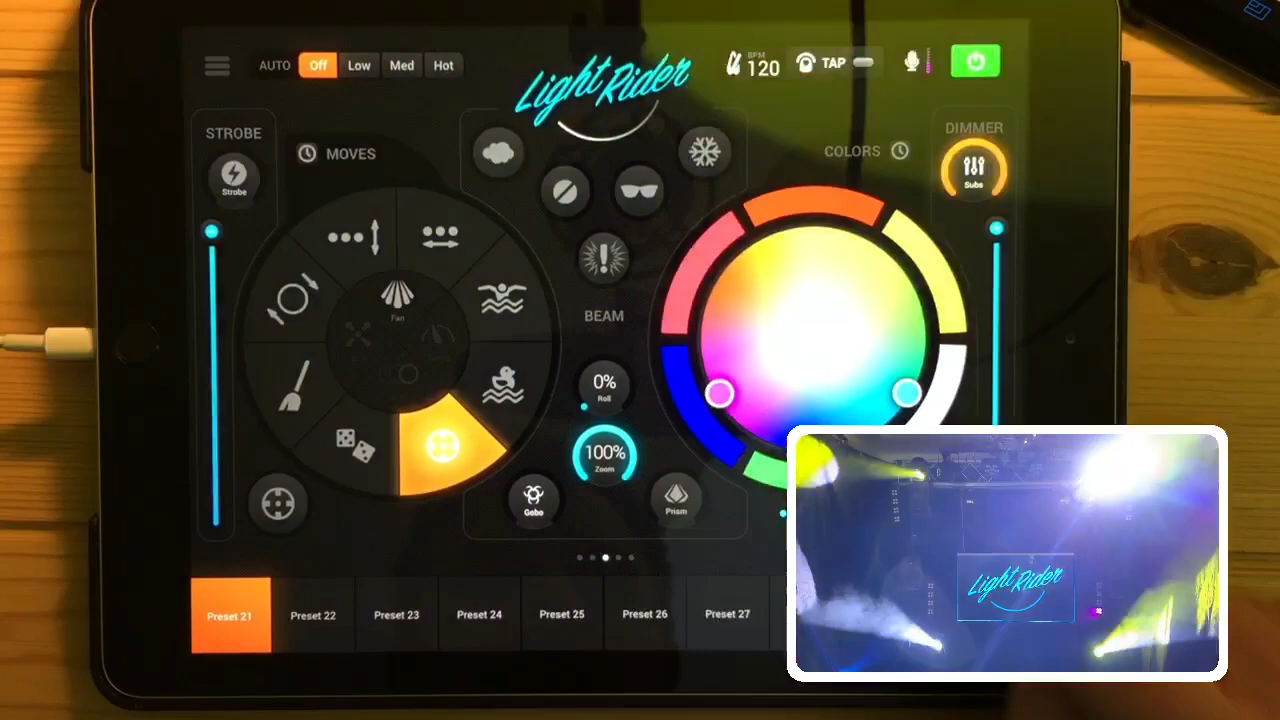 AUTO Off Low Med Hot
Light Rider
BPM
120
TAP
STROBE
Strobe
MOVES
COLORS
DIMMER
Subs
Fan
BEAM
0%
Roll
100%
Zoom
Gobo
Prism
Preset 21
Preset 22
Preset 23
Preset 24
Preset 25
Preset 26
Preset 27
Light Rider